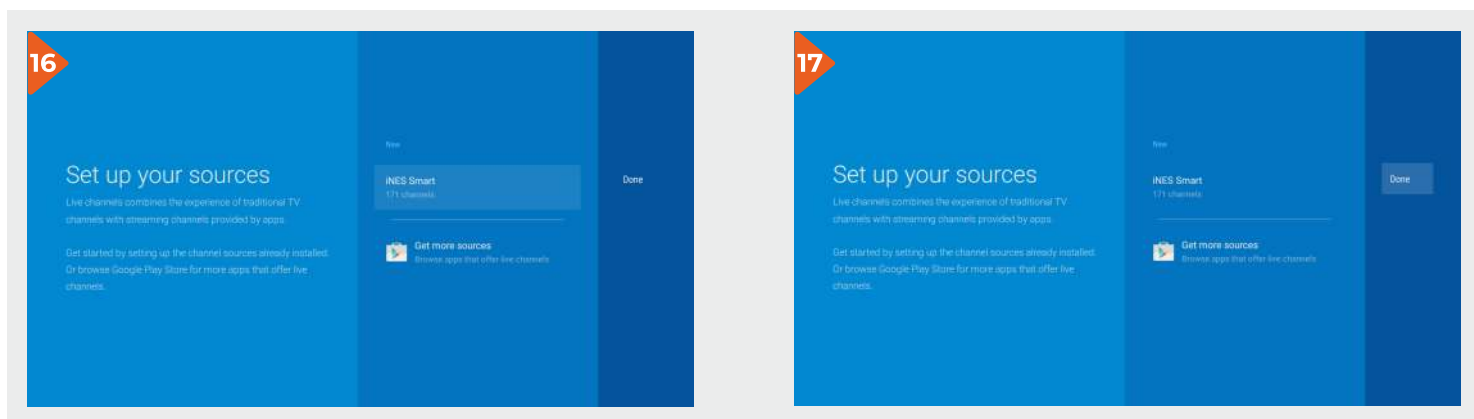 16
Set up your sources
Live channels combines the experience of traditional TV
channels with streaming channels provided by apps.
Get started by setting up the channel sources already installed.
Or browse Google Play Store for more apps that offer live
channels.
New
iNES Smart
171 channels
Get more sources
Browse apps that offer live channels
Done
17
Set up your sources
Live channels combines the experience of traditional TV
channels with streaming channels provided by apps.
Get started by setting up the channel sources already installed.
Or browse Google Play Store for more apps that offer live
channels.
New
iNES Smart
171 channels
Get more sources
Browse apps that offer live channels
Done